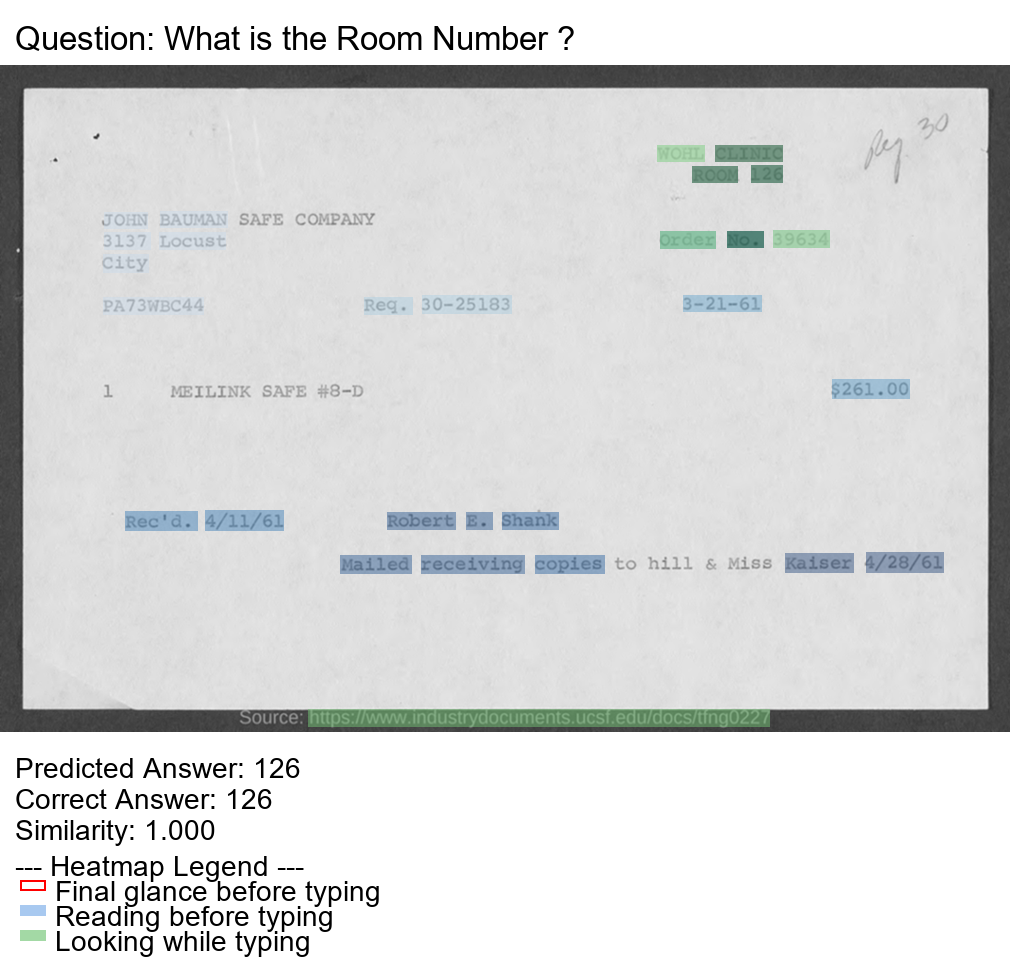 Question: What is the Room Number ?
Reg. 30
WOHL CLINIC
ROOM 126
JOHN BAUMAN SAFE COMPANY
3137 Locust
City
Order No. 39634
PA73WBC44 Req. 30-25183 3-21-61
1 MEILINK SAFE #8-D $261.00
Rec'd. 4/11/61 Robert E. Shank
Mailed receiving copies to hill & Miss Kaiser 4/28/61
Source: https://www.industrydocuments.ucsf.edu/docs/tfng0227
Predicted Answer: 126
Correct Answer: 126
Similarity: 1.000
--- Heatmap Legend ---
Final glance before typing
Reading before typing
Looking while typing